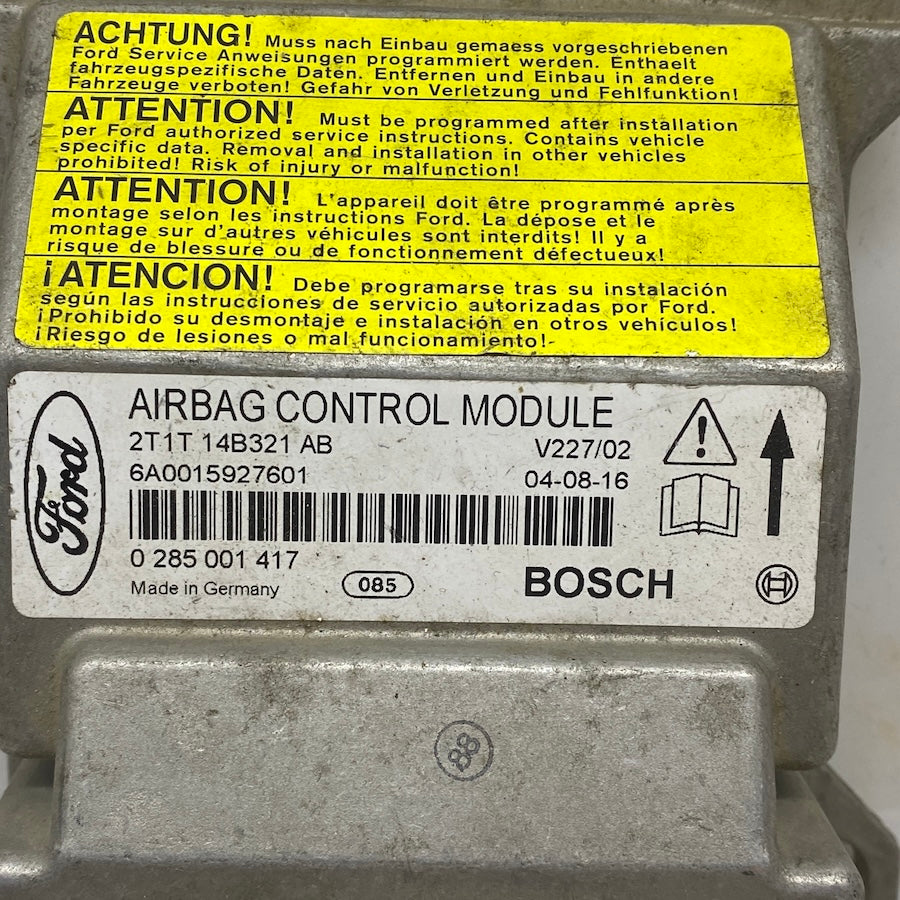 ACHTUNG! Muss nach Einbau gemaess vorgeschriebenen
Ford Service Anweisungen programmiert werden. Enthaelt
fahrzeugspezifische Daten. Entfernen und Einbau in andere
Fahrzeuge verboten! Gefahr von Verletzung und Fehlfunktion!
ATTENTION! Must be programmed after installation
per Ford authorized service instructions. Contains vehicle
specific data. Removal and installation in other vehicles
prohibited! Risk of injury or malfunction!
ATTENTION! L'appareil doit être programmé après
montage selon les instructions Ford. La dépose et le
montage sur d'autres véhicules sont interdits! Il y a
risque de blessure ou de fonctionnement défectueux!
¡ATENCION! Debe programarse tras su instalación
según las instrucciones de servicio autorizadas por Ford.
¡Prohibido su desmontaje e instalación en otros vehículos!
¡Riesgo de lesiones o mal funcionamiento!
Ford
AIRBAG CONTROL MODULE
2T1T 14B321 AB V227/02
6A0015927601 04-08-16
0 285 001 417
Made in Germany 085 BOSCH
88